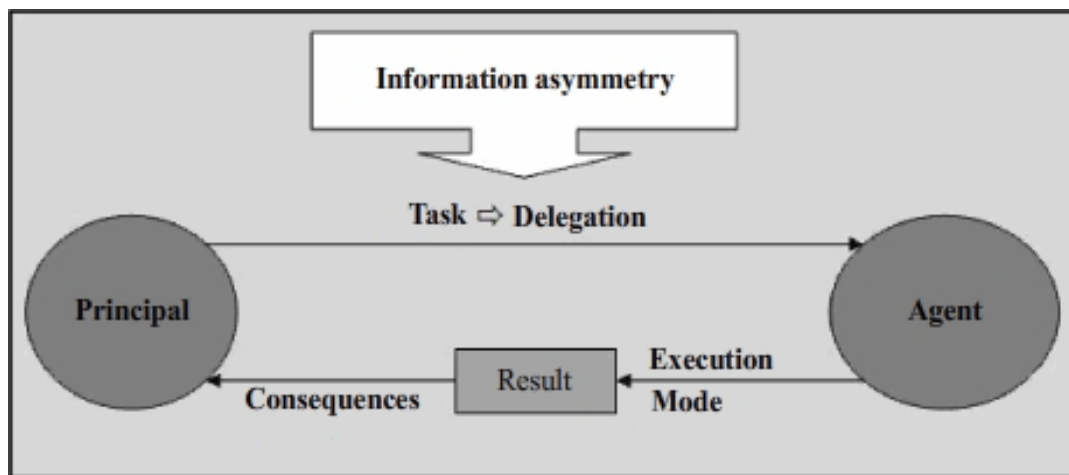 Information asymmetry
Task ⇨ Delegation
Principal
Agent
Execution
Result
Consequences
Mode